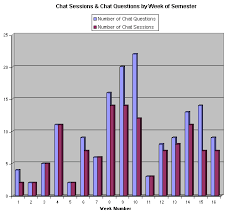 Chat Sessions & Chat Questions by Week of Semester
Number of Chat Questions
Number of Chat Sessions
25
20
15
10
5
0
1 2 3 4 5 6 7 8 9 10 11 12 13 14 15 16
Week Number